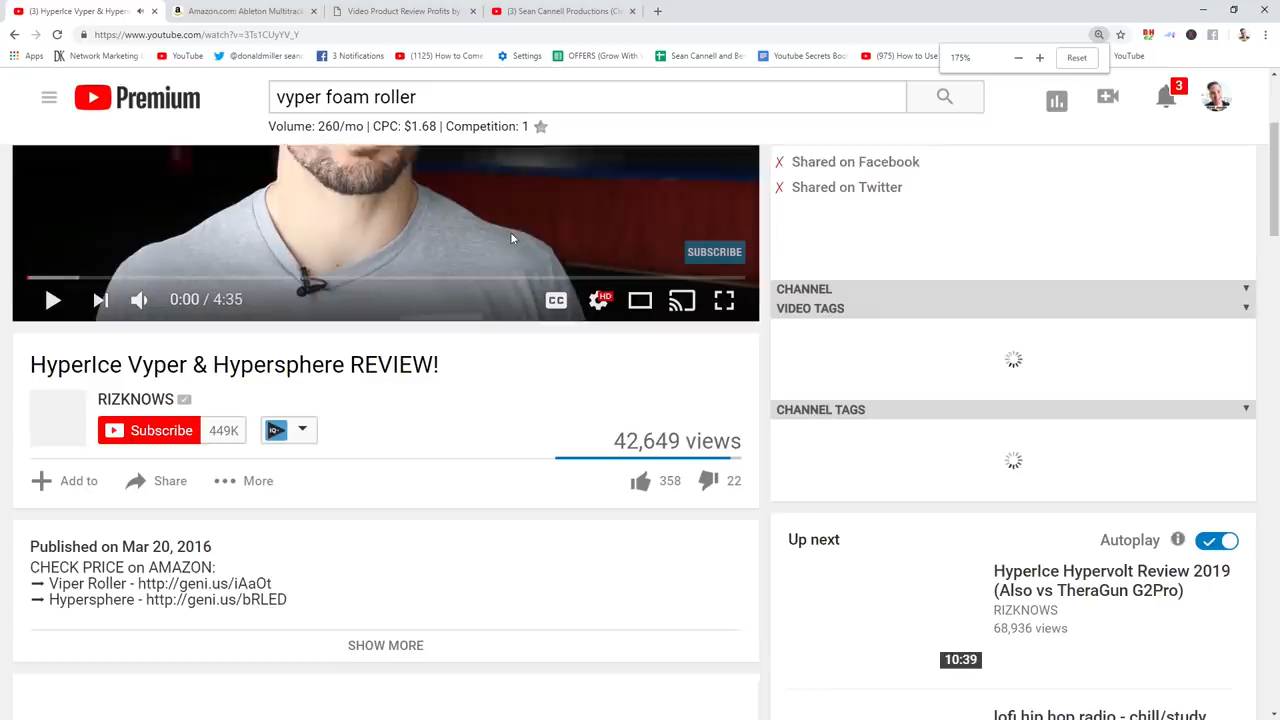 (3) HyperIce Vyper & Hypers
Amazon.com: Ableton Multitrack
Video Product Review Profits by
(3) Sean Cannell Productions (Cle
https://www.youtube.com/watch?v=3Ts1CUyYV_Y
Apps
Network Marketing
YouTube
@donaldmiller sean
3 Notifications
(1125) How to Come
Settings
OFFERS (Grow With
Sean Cannell and Be
Youtube Secrets Boo
(975) How to Use
YouTube
175%
Reset
Premium
vyper foam roller
3
Volume: 260/mo | CPC: $1.68 | Competition: 1
X Shared on Facebook
X Shared on Twitter
SUBSCRIBE
0:00 / 4:35
CC
HD
CHANNEL
VIDEO TAGS
CHANNEL TAGS
HyperIce Vyper & Hypersphere REVIEW!
RIZKNOWS
Subscribe
449K
IQ
42,649 views
Add to
Share
More
358
22
Published on Mar 20, 2016
CHECK PRICE on AMAZON:
➞ Viper Roller - http://geni.us/iAaOt
➞ Hypersphere - http://geni.us/bRLED
SHOW MORE
Up next
Autoplay
HyperIce Hypervolt Review 2019
(Also vs TheraGun G2Pro)
RIZKNOWS
68,936 views
10:39
lofi hip hop radio - chill/study